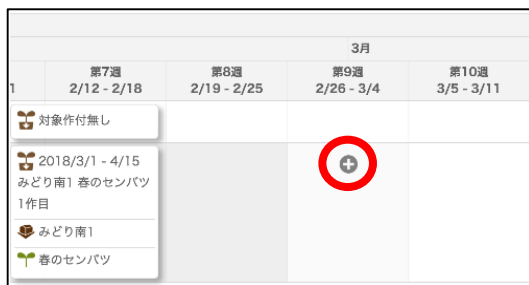 3月
第7週 第8週 第9週 第10週
2/12 - 2/18 2/19 - 2/25 2/26 - 3/4 3/5 - 3/11
対象作付無し
2018/3/1 - 4/15
みどり南1 春のセンバツ
1作目
みどり南1
春のセンバツ